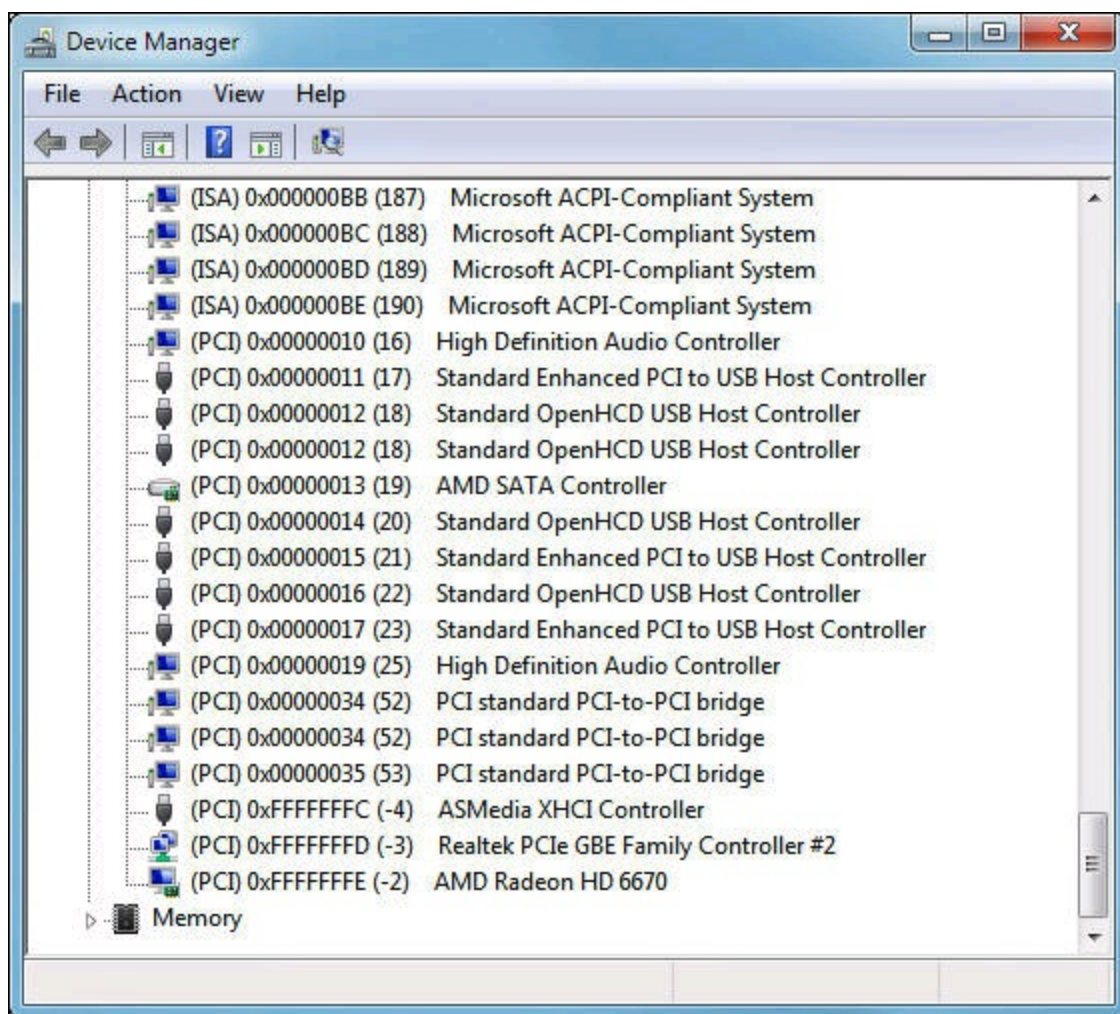 Device Manager
File Action View Help
(ISA) 0x000000BB (187) Microsoft ACPI-Compliant System
(ISA) 0x000000BC (188) Microsoft ACPI-Compliant System
(ISA) 0x000000BD (189) Microsoft ACPI-Compliant System
(ISA) 0x000000BE (190) Microsoft ACPI-Compliant System
(PCI) 0x00000010 (16) High Definition Audio Controller
(PCI) 0x00000011 (17) Standard Enhanced PCI to USB Host Controller
(PCI) 0x00000012 (18) Standard OpenHCD USB Host Controller
(PCI) 0x00000012 (18) Standard OpenHCD USB Host Controller
(PCI) 0x00000013 (19) AMD SATA Controller
(PCI) 0x00000014 (20) Standard OpenHCD USB Host Controller
(PCI) 0x00000015 (21) Standard Enhanced PCI to USB Host Controller
(PCI) 0x00000016 (22) Standard OpenHCD USB Host Controller
(PCI) 0x00000017 (23) Standard Enhanced PCI to USB Host Controller
(PCI) 0x00000019 (25) High Definition Audio Controller
(PCI) 0x00000034 (52) PCI standard PCI-to-PCI bridge
(PCI) 0x00000034 (52) PCI standard PCI-to-PCI bridge
(PCI) 0x00000035 (53) PCI standard PCI-to-PCI bridge
(PCI) 0xFFFFFFFC (-4) ASMedia XHCI Controller
(PCI) 0xFFFFFFFD (-3) Realtek PCIe GBE Family Controller #2
(PCI) 0xFFFFFFFE (-2) AMD Radeon HD 6670
Memory